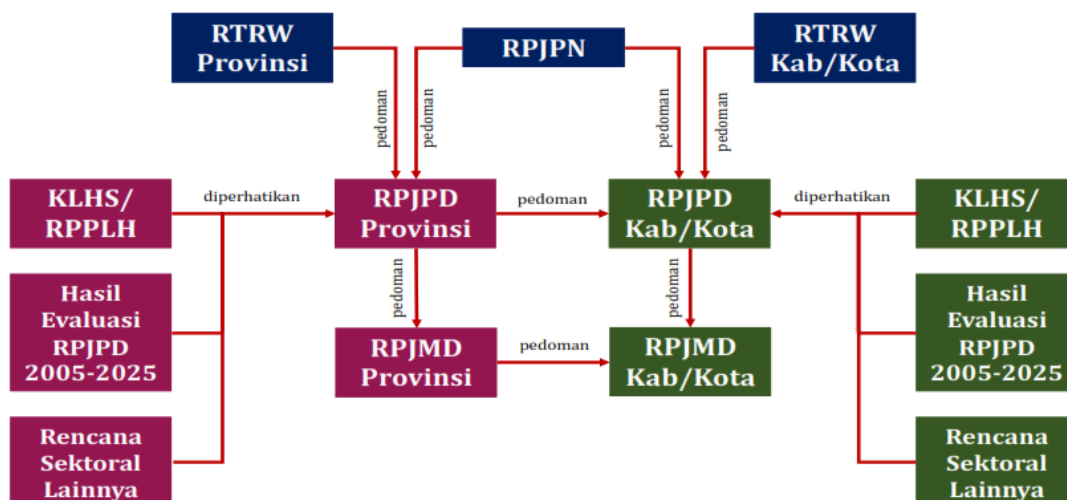 RTRW
Provinsi
RPJPN
RTRW
Kab/Kota
pedoman
pedoman
pedoman
pedoman
KLHS/
RPPLH
diperhatikan
RPJPD
Provinsi
pedoman
RPJPD
Kab/Kota
diperhatikan
KLHS/
RPPLH
Hasil
Evaluasi
RPJPD
2005-2025
pedoman
pedoman
Hasil
Evaluasi
RPJPD
2005-2025
RPJMD
Provinsi
pedoman
RPJMD
Kab/Kota
Rencana
Sektoral
Lainnya
Rencana
Sektoral
Lainnya